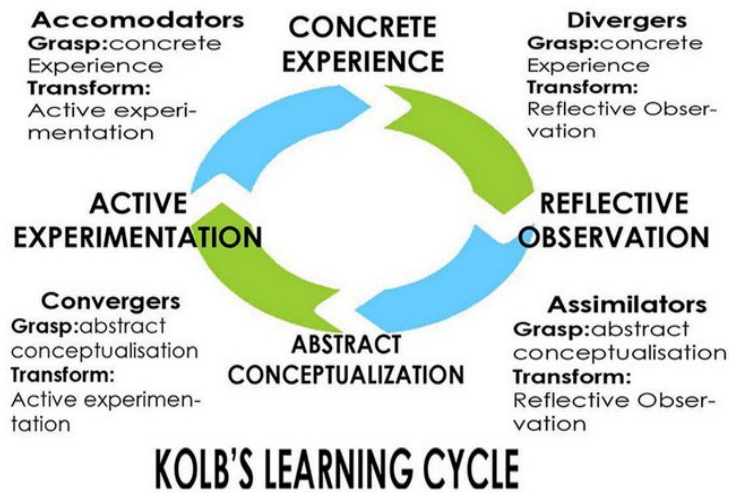 Accomodators
Grasp:concrete
Experience
Transform:
Active experi-
mentation
CONCRETE
EXPERIENCE
Divergers
Grasp:concrete
Experience
Transform:
Reflective Obser-
vation
ACTIVE
EXPERIMENTATION
REFLECTIVE
OBSERVATION
Convergers
Grasp:abstract
conceptualisation
Transform:
Active experimen-
tation
ABSTRACT
CONCEPTUALIZATION
Assimilators
Grasp:abstract
conceptualisation
Transform:
Reflective Obser-
vation
KOLB'S LEARNING CYCLE